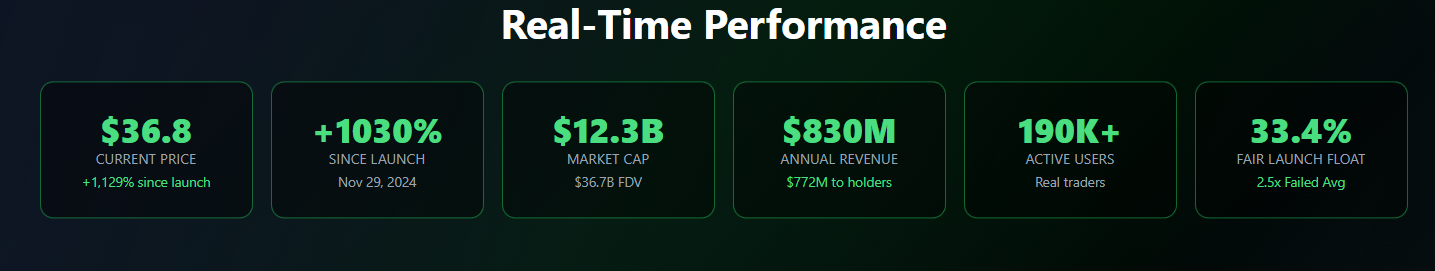 Real-Time Performance
$36.8
CURRENT PRICE
+1,129% since launch
+1030%
SINCE LAUNCH
Nov 29, 2024
$12.3B
MARKET CAP
$36.7B FDV
$830M
ANNUAL REVENUE
$772M to holders
190K+
ACTIVE USERS
Real traders
33.4%
FAIR LAUNCH FLOAT
2.5x Failed Avg